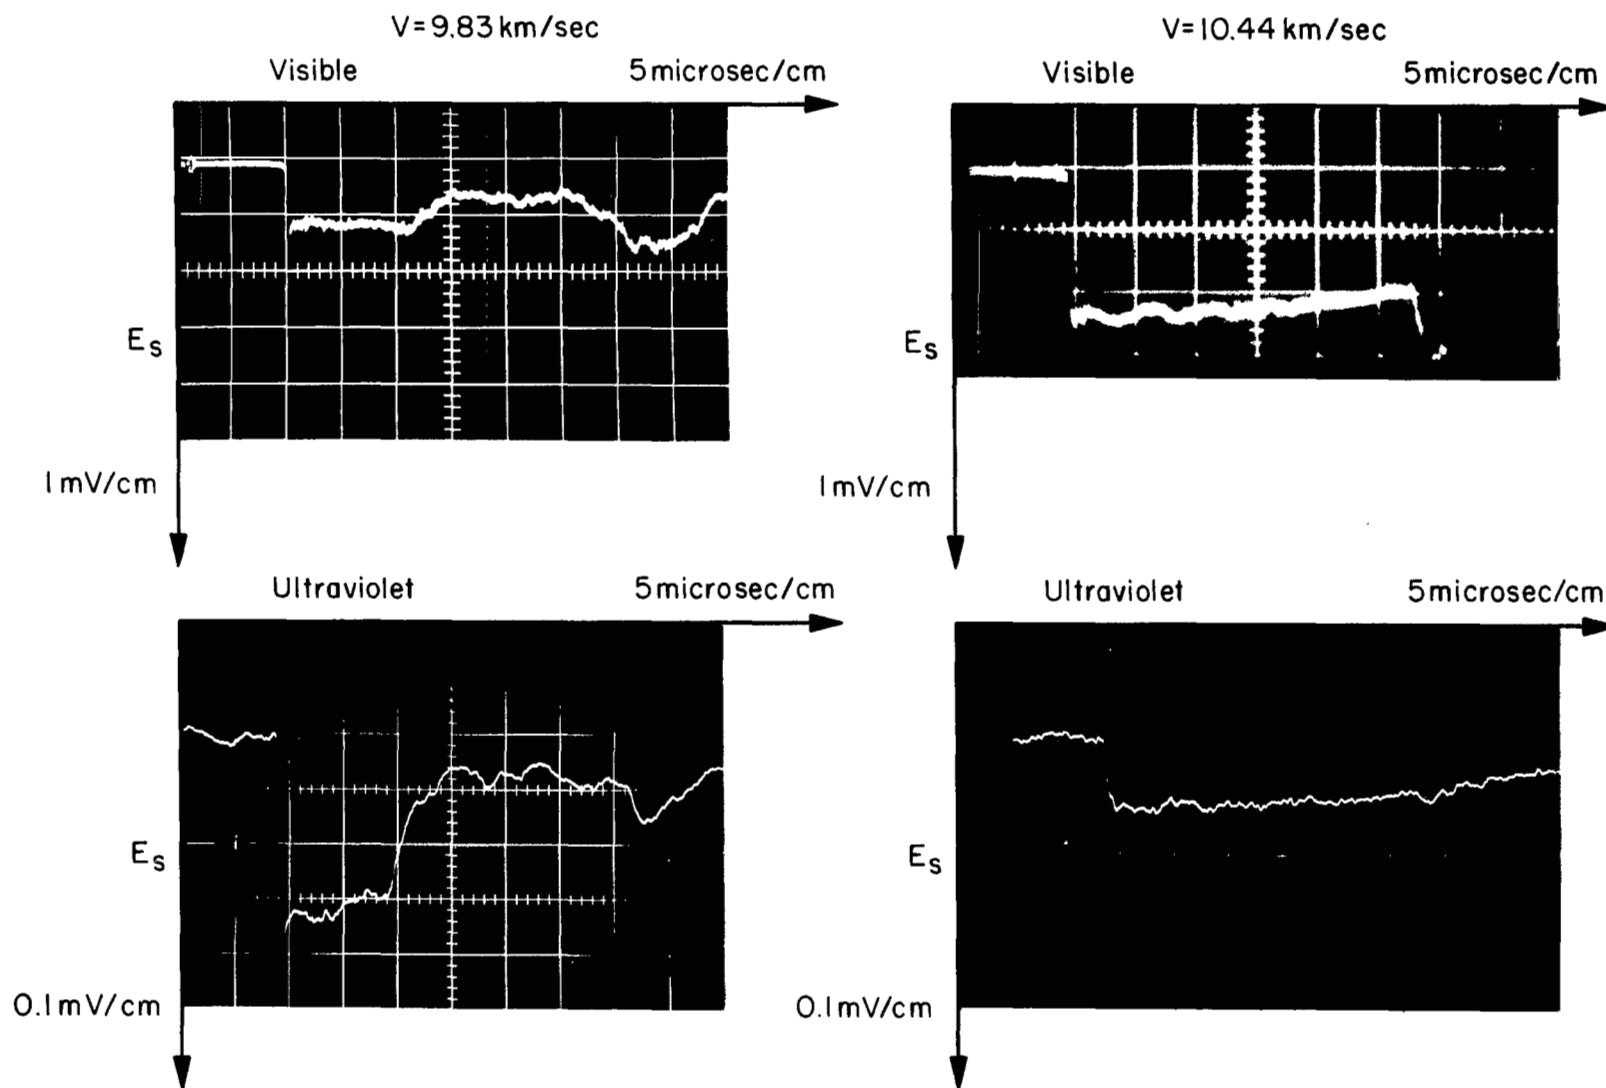 V=9.83 km/sec
Visible 5 microsec/cm
Es
1 mV/cm
Ultraviolet 5 microsec/cm
Es
0.1 mV/cm
V=10.44 km/sec
Visible 5 microsec/cm
Es
1 mV/cm
Ultraviolet 5 microsec/cm
Es
0.1 mV/cm